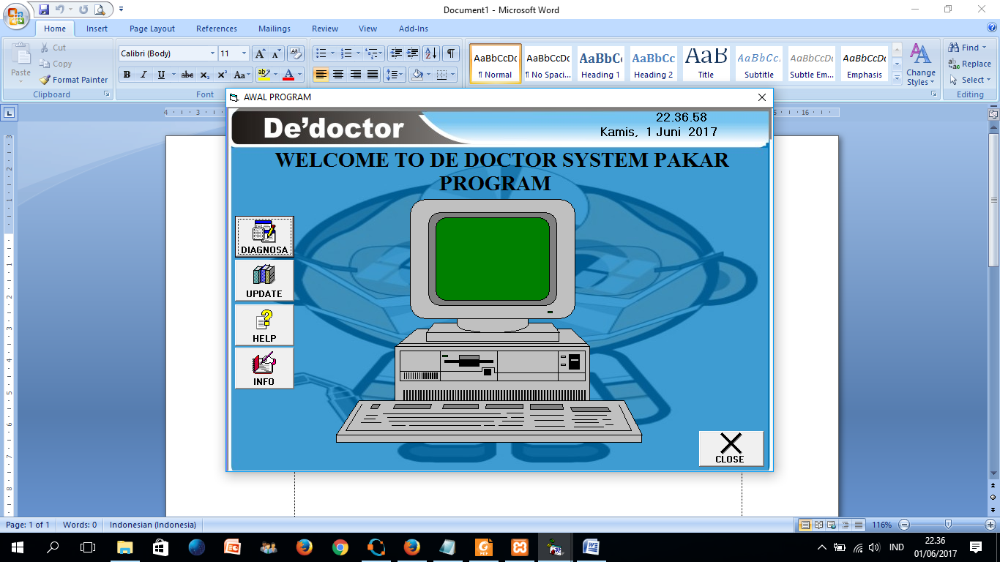 Document1 - Microsoft Word
Home Insert Page Layout References Mailings Review View Add-Ins
Paste
Cut
Copy
Format Painter
Clipboard
Calibri (Body) 11
B I U abc X₂ X² Aa A
Font
AaBbCcDc AaBbCcDc AaBbCc AaBbCc AaB AaBbCc. AaBbCcDc AaBbCcDc
¶ Normal ¶ No Spaci... Heading 1 Heading 2 Title Subtitle Subtle Em... Emphasis
Change
Styles
Find
Replace
Select
Editing
AWAL PROGRAM
De'doctor
22.36.58
Kamis, 1 Juni 2017
WELCOME TO DE DOCTOR SYSTEM PAKAR
PROGRAM
DIAGNOSA
UPDATE
HELP
INFO
CLOSE
Page: 1 of 1 Words: 0 Indonesian (Indonesia) 116%
IND
22.36
01/06/2017